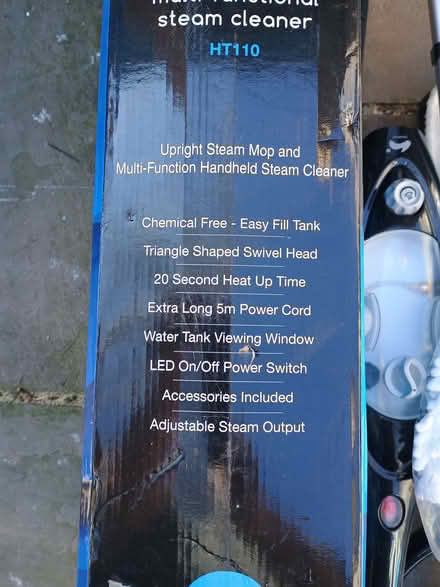 multi-functional
steam cleaner
HT110
Upright Steam Mop and
Multi-Function Handheld Steam Cleaner
Chemical Free - Easy Fill Tank
Triangle Shaped Swivel Head
20 Second Heat Up Time
Extra Long 5m Power Cord
Water Tank Viewing Window
LED On/Off Power Switch
Accessories Included
Adjustable Steam Output